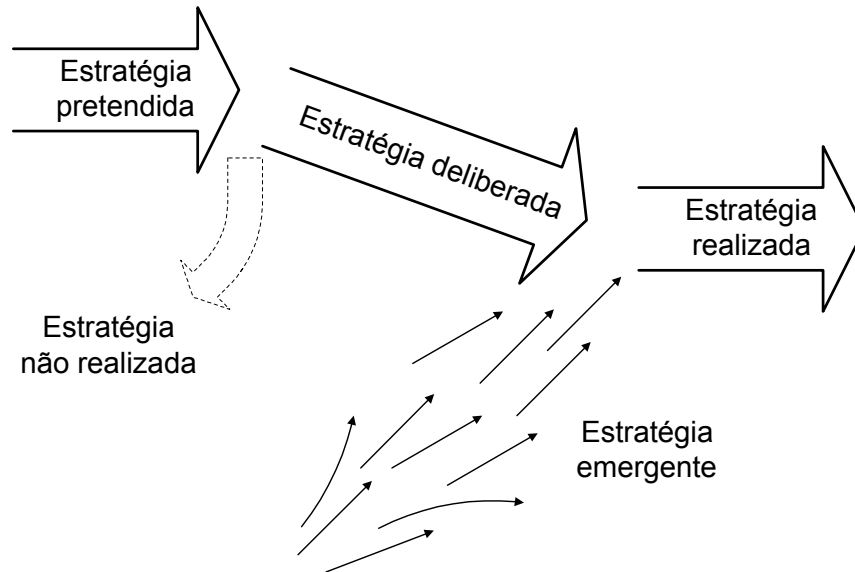 Estratégia
pretendida
Estratégia deliberada
Estratégia
realizada
Estratégia
não realizada
Estratégia
emergente